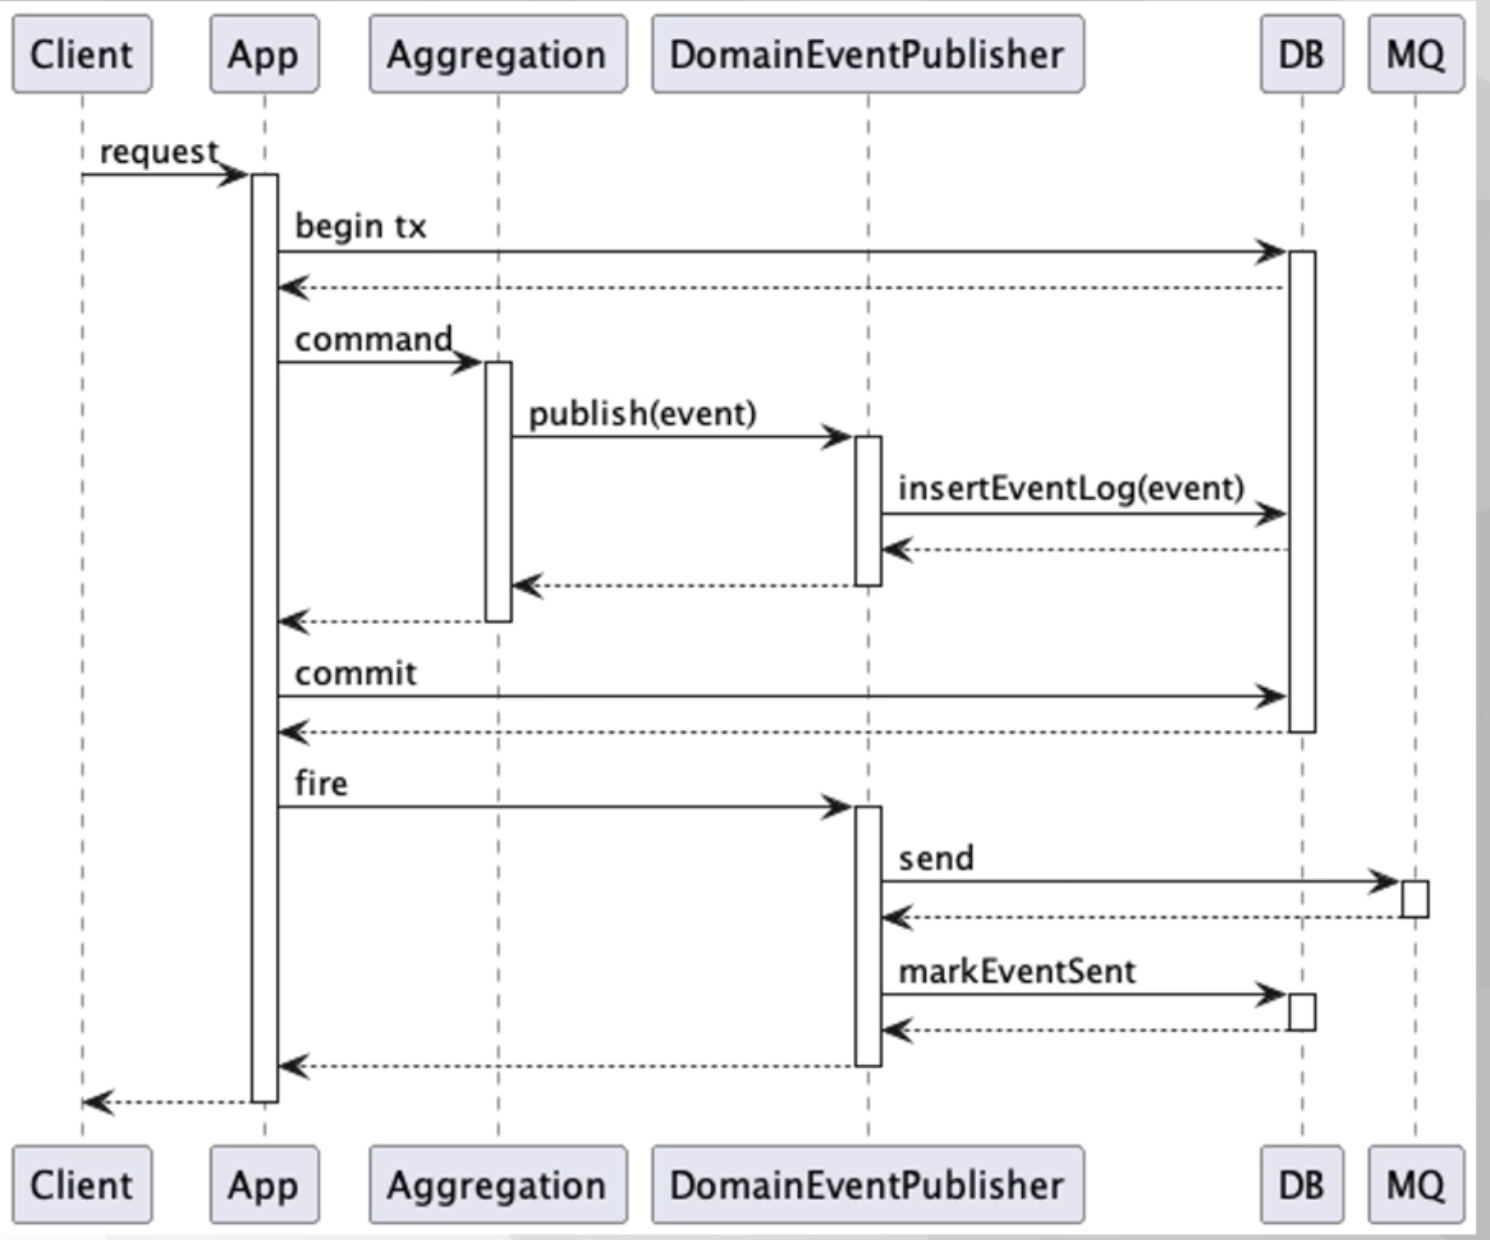 Client App Aggregation DomainEventPublisher DB MQ
request
begin tx
command
publish(event)
insertEventLog(event)
commit
fire
send
markEventSent
Client App Aggregation DomainEventPublisher DB MQ